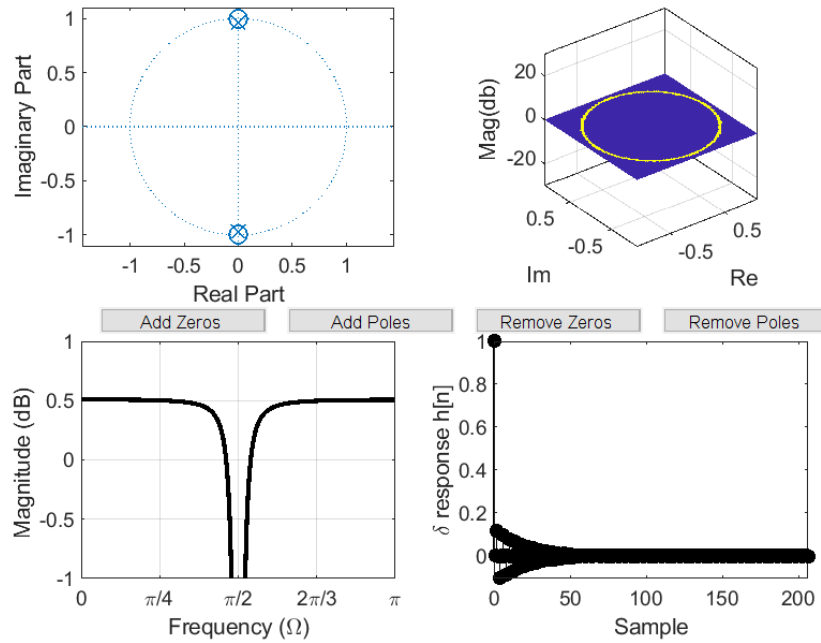 1
0.5
0
-0.5
-1
Imaginary Part
-1 -0.5 0 0.5 1
Real Part
20
0
-20
Mag(db)
0.5
-0.5
Im
0.5
-0.5
Re
Add Zeros
Add Poles
Remove Zeros
Remove Poles
1
0.5
0
-0.5
-1
Magnitude (dB)
0 π/4 π/2 2π/3 π
Frequency (Ω)
1
0.8
0.6
0.4
0.2
0
δ response h[n]
0 50 100 150 200
Sample